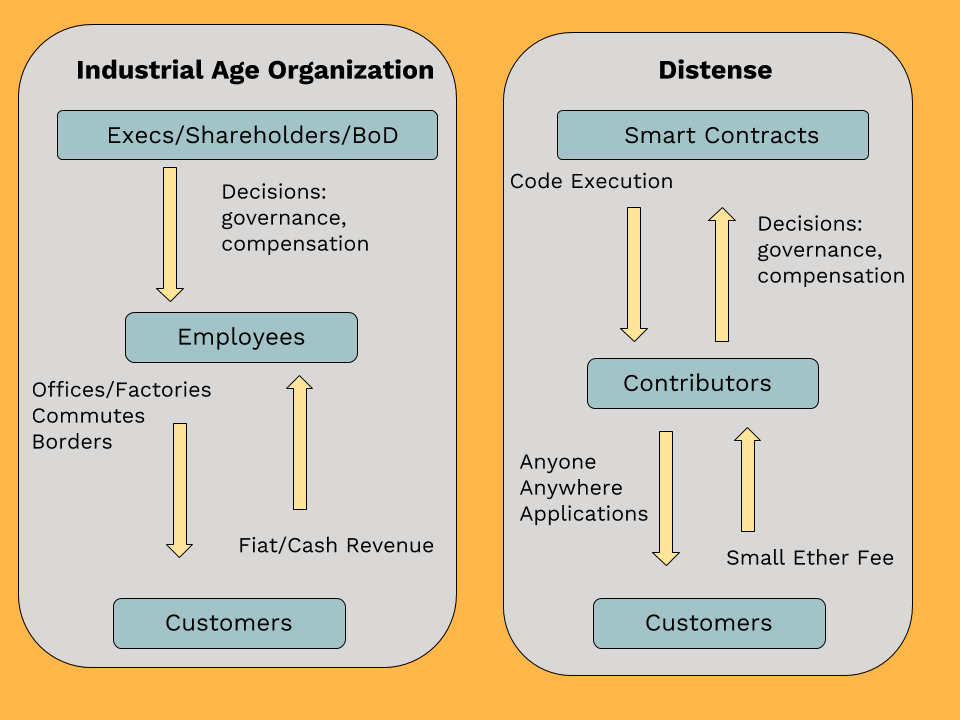 Industrial Age Organization
Execs/Shareholders/BoD
Decisions:
governance,
compensation
Employees
Offices/Factories
Commutes
Borders
Fiat/Cash Revenue
Customers
Distense
Smart Contracts
Code Execution
Decisions:
governance,
compensation
Contributors
Anyone
Anywhere
Applications
Small Ether Fee
Customers